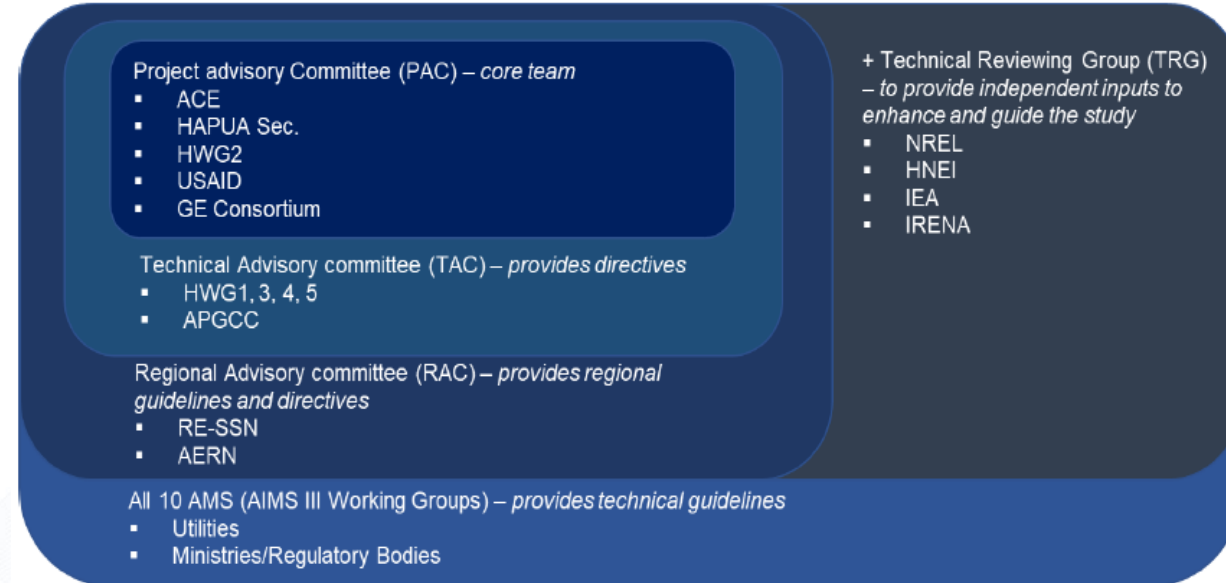 Project advisory Committee (PAC) – core team
▪ ACE
▪ HAPUA Sec.
▪ HWG2
▪ USAID
▪ GE Consortium
Technical Advisory committee (TAC) – provides directives
▪ HWG1, 3, 4, 5
▪ APGCC
Regional Advisory committee (RAC) – provides regional
guidelines and directives
▪ RE-SSN
▪ AERN
All 10 AMS (AIMS III Working Groups) – provides technical guidelines
▪ Utilities
▪ Ministries/Regulatory Bodies
+ Technical Reviewing Group (TRG)
– to provide independent inputs to
enhance and guide the study
▪ NREL
▪ HNEI
▪ IEA
▪ IRENA